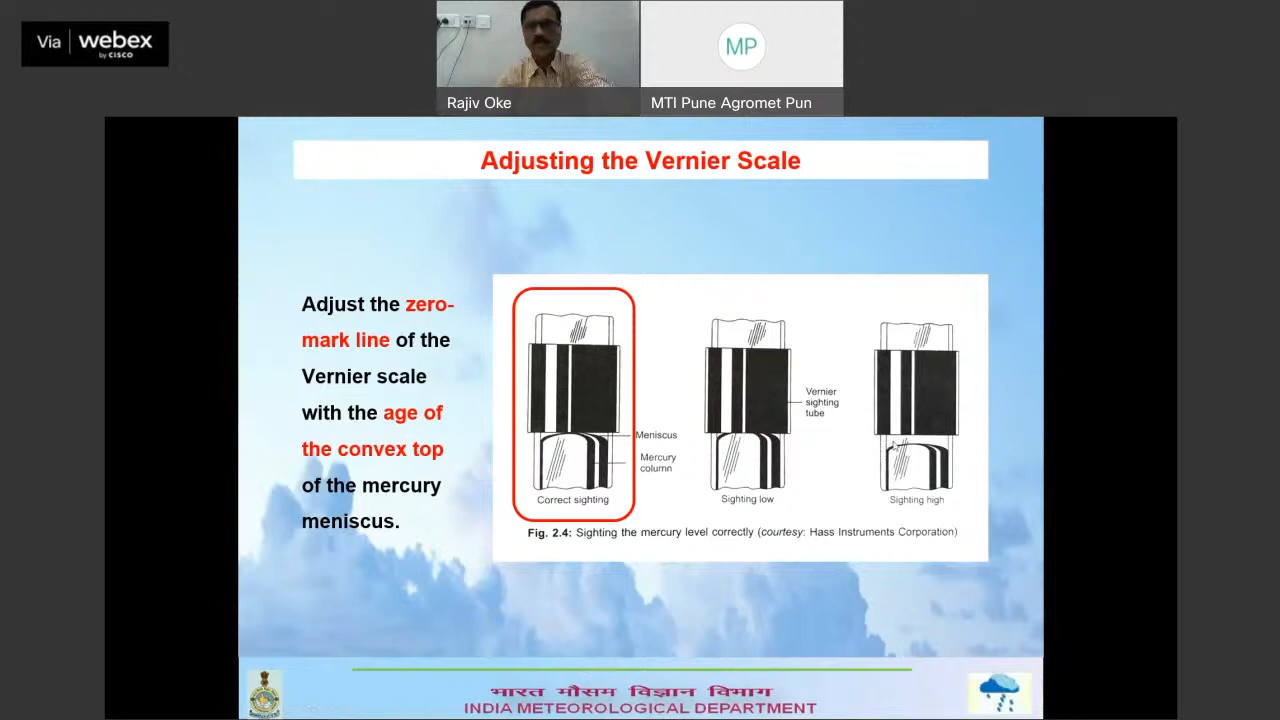 Via webex
by CISCO
MP
Rajiv Oke
MTI Pune Agromet Pun
Adjusting the Vernier Scale
Adjust the zero-
mark line of the
Vernier scale
with the age of
the convex top
of the mercury
meniscus.
Vernier
sighting
tube
Meniscus
Mercury
column
Correct sighting
Sighting low
Sighting high
Fig. 2.4: Sighting the mercury level correctly (courtesy: Hass Instruments Corporation)
भारत मौसम विज्ञान विभाग
INDIA METEOROLOGICAL DEPARTMENT